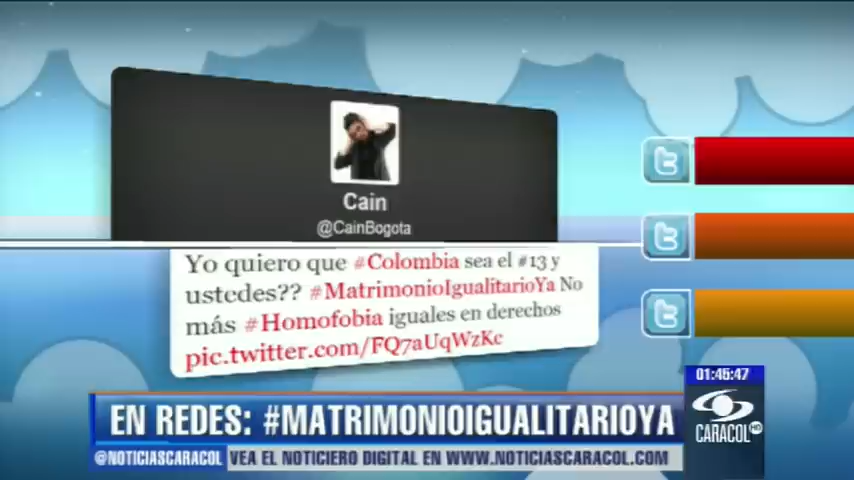 Cain
@CainBogota
Yo quiero que #Colombia sea el #13 y
ustedes?? #MatrimonioIgualitarioYa No
más #Homofobia iguales en derechos
pic.twitter.com/FQ7aUqWzKc
01:45:47
EN REDES: #MATRIMONIOIGUALITARIOYA
CARACOL HD
@NOTICIASCARACOL VEA EL NOTICIERO DIGITAL EN WWW.NOTICIASCARACOL.COM